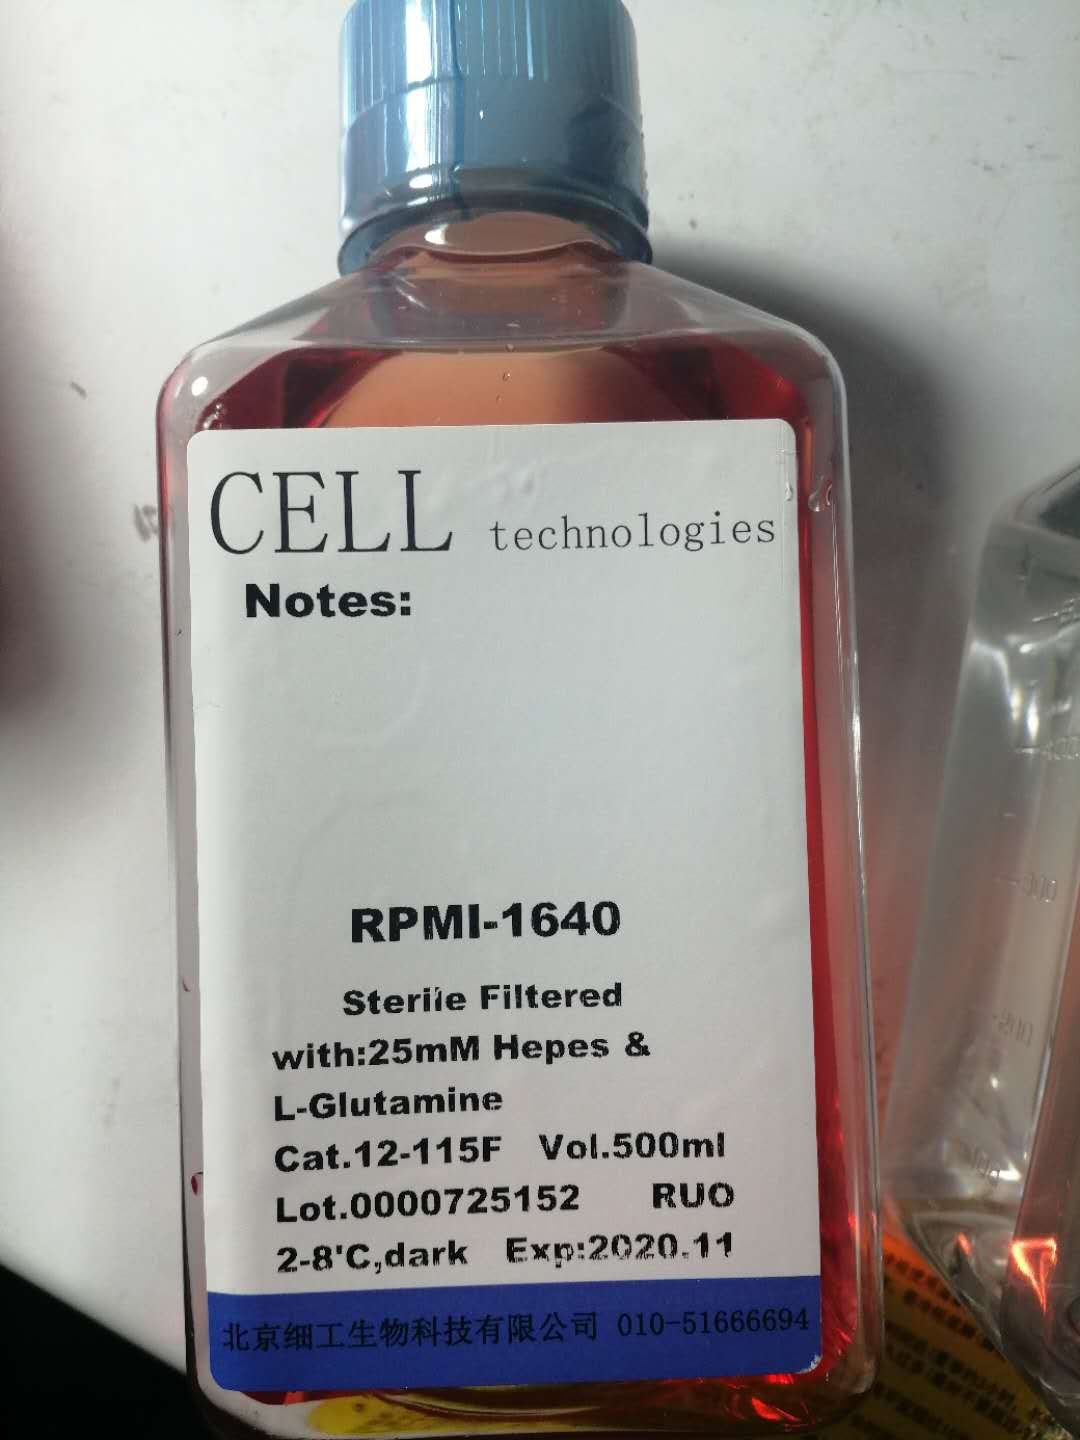 CELL technologies
Notes:
RPMI-1640
Sterile Filtered
with:25mM Hepes &
L-Glutamine
Cat.12-115F Vol.500ml
Lot.0000725152 RUO
2-8'C,dark Exp:2020.11
北京细工生物科技有限公司 010-51666694